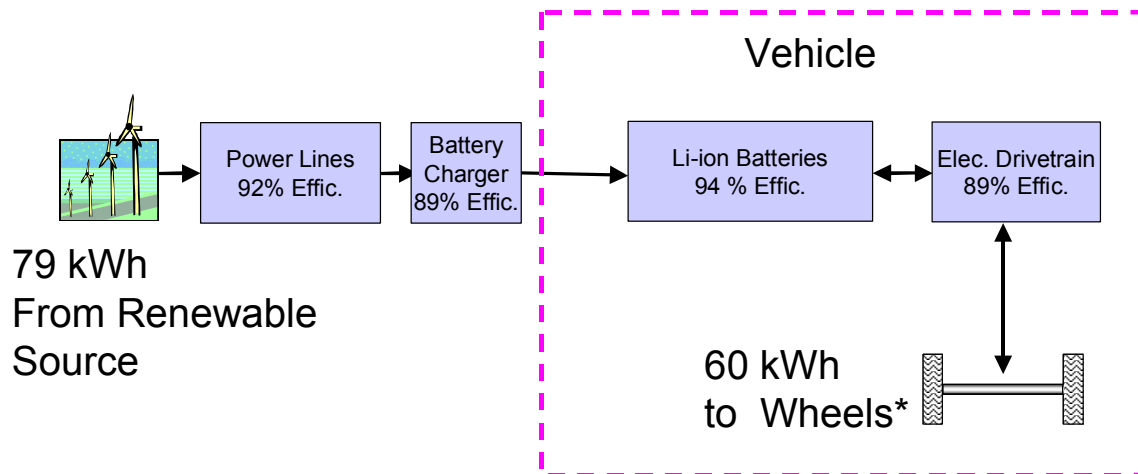 Vehicle
Power Lines
92% Effic.
Battery
Charger
89% Effic.
Li-ion Batteries
94 % Effic.
Elec. Drivetrain
89% Effic.
79 kWh
From Renewable
Source
60 kWh
to Wheels*